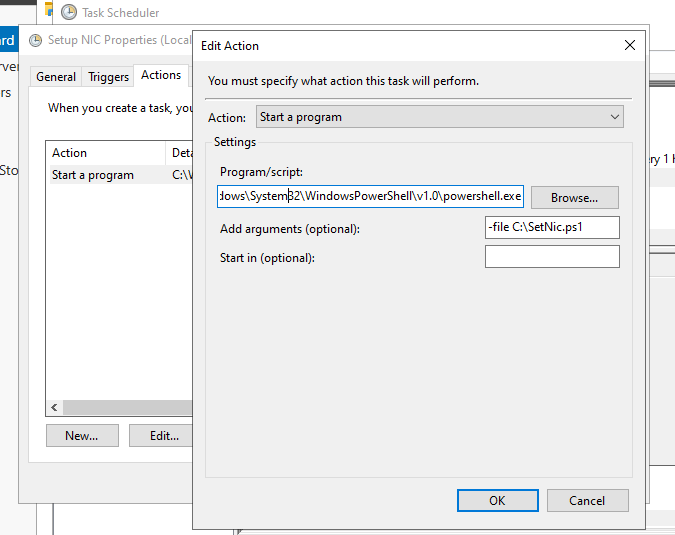 Task Scheduler
Setup NIC Properties (Local
Edit Action
General Triggers Actions
When you create a task, you
Action Deta
Start a program C:\W
New... Edit...
You must specify what action this task will perform.
Action: Start a program
Settings
Program/script:
dows\System32\WindowsPowerShell\v1.0\powershell.exe Browse...
Add arguments (optional): -file C:\SetNic.ps1
Start in (optional):
OK Cancel
ard
rver
rs
Sto
ery 1 h